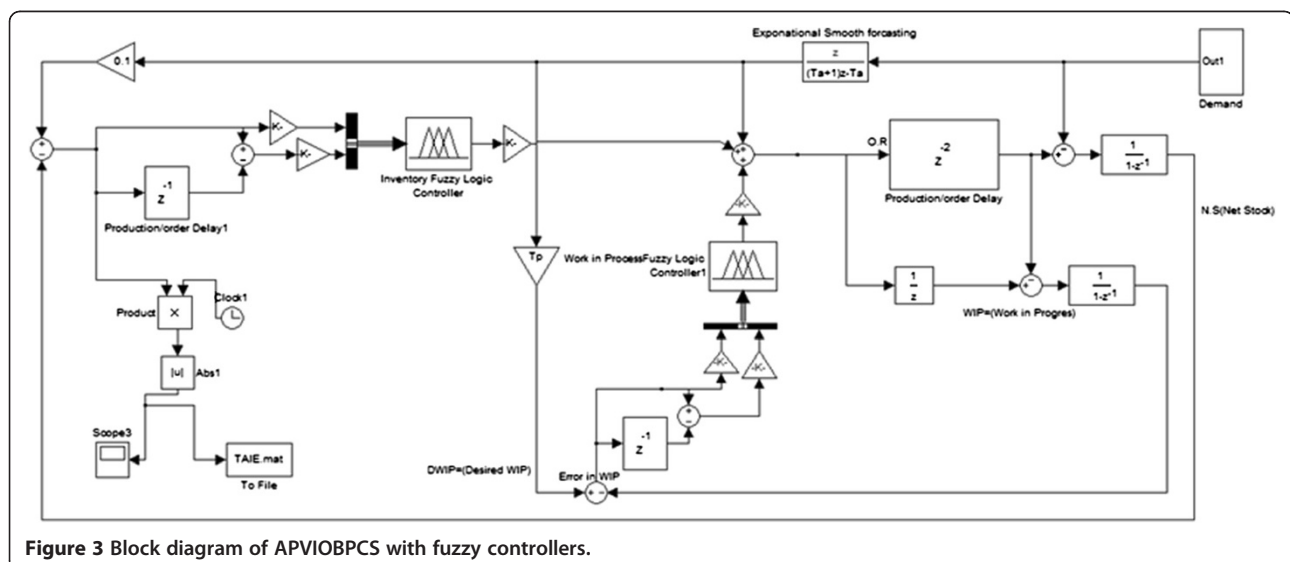 Exponational Smooth forcasting
z
(Ta+1)z-Ta
Out1
Demand
0.1
K-
K-
Inventory Fuzzy Logic
Controller
K-
z -1
Production/order Delay1
O.R
z -2
Production/order Delay
1
1-z-1
N.S(Net Stock)
-K-
Work in ProcessFuzzy Logic
Controller1
Tp
1
z
1
1-z-1
WIP=(Work in Progres)
Product
×
Clock1
|u|
Abs1
Scope3
TAIE.mat
To File
-K-
-K-
z -1
DWIP=(Desired WIP)
Error in WIP
Figure 3 Block diagram of APVIOBPCS with fuzzy controllers.